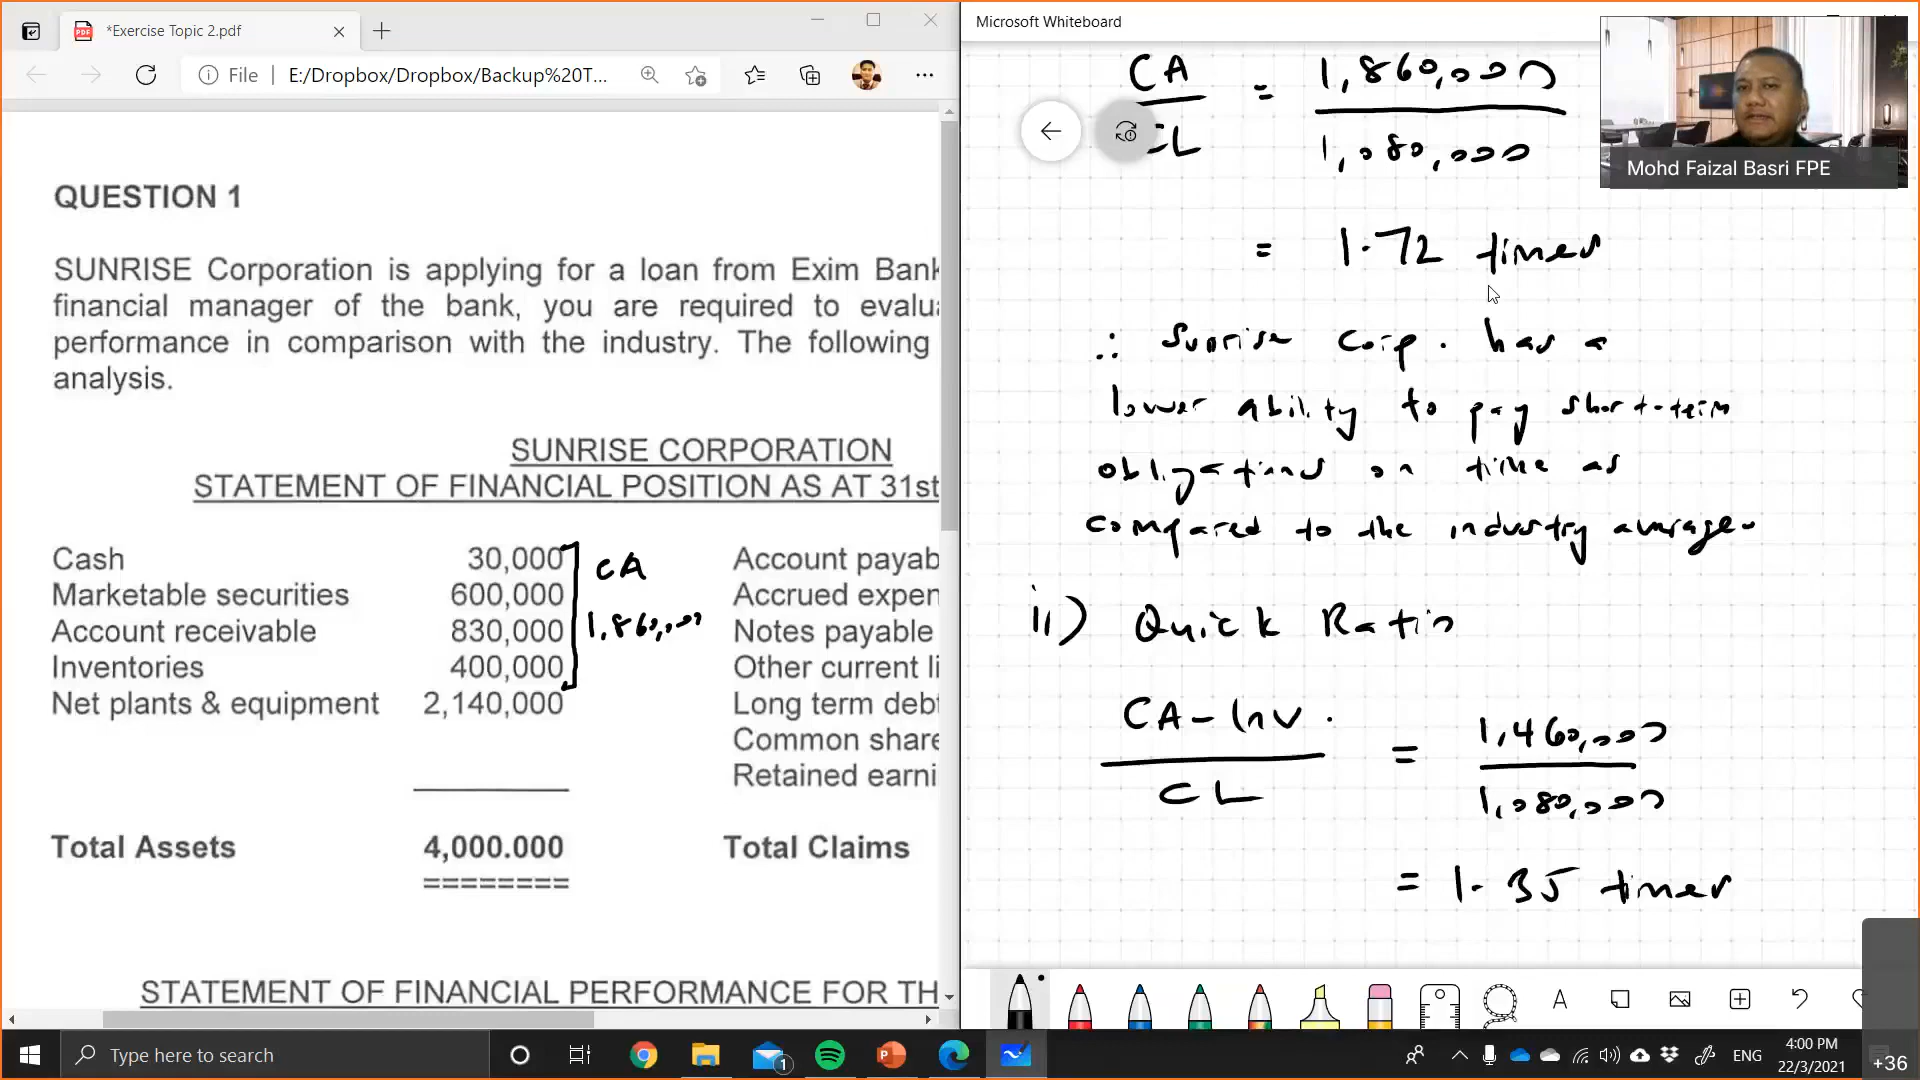 *Exercise Topic 2.pdf
File
E:/Dropbox/Dropbox/Backup%20T...
QUESTION 1
SUNRISE Corporation is applying for a loan from Exim Bank
financial manager of the bank, you are required to
performance in comparison with the industry. The following
analysis.
SUNRISE CORPORATION
STATEMENT OF FINANCIAL POSITION AS AT 31st
Cash 30,000 Account payab
Marketable securities 600,000 Accrued expen
Account receivable 830,000 Notes payable
Inventories 400,000 Other current li
Net plants & equipment 2,140,000 Long term debt
Common share
Retained earni
CA
1,860,000
Total Assets 4,000.000 Total Claims
========
STATEMENT OF FINANCIAL PERFORMANCE FOR TH
Microsoft Whiteboard
CA = 1,860,000
CL 1,080,000
= 1.72 times
∴ Sunrise Corp. has a
lower ability to pay short-term
obligations on time as
compared to the industry average.
ii) Quick Ratio
CA - Inv. = 1,460,000
CL 1,080,000
= 1.35 times
Mohd Faizal Basri FPE
Type here to search
1
ENG
4:00 PM
22/3/2021
+36